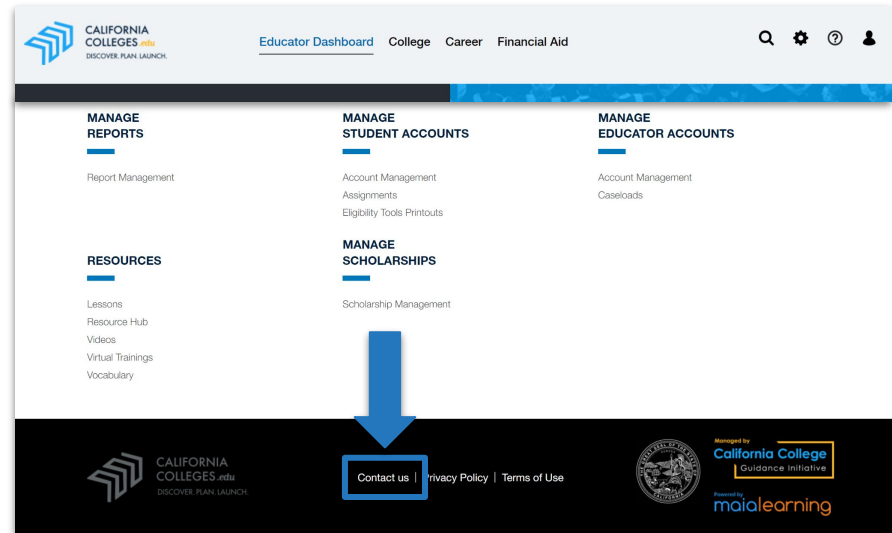 CALIFORNIA
COLLEGES.edu
DISCOVER. PLAN. LAUNCH.
Educator Dashboard College Career Financial Aid
MANAGE
REPORTS
Report Management
MANAGE
STUDENT ACCOUNTS
Account Management
Assignments
Eligibility Tools Printouts
MANAGE
EDUCATOR ACCOUNTS
Account Management
Caseloads
RESOURCES
Lessons
Resource Hub
Videos
Virtual Trainings
Vocabulary
MANAGE
SCHOLARSHIPS
Scholarship Management
CALIFORNIA
COLLEGES.edu
DISCOVER. PLAN. LAUNCH.
Contact us | Privacy Policy | Terms of Use
Managed by
California College
Guidance Initiative
Powered by
maialearning